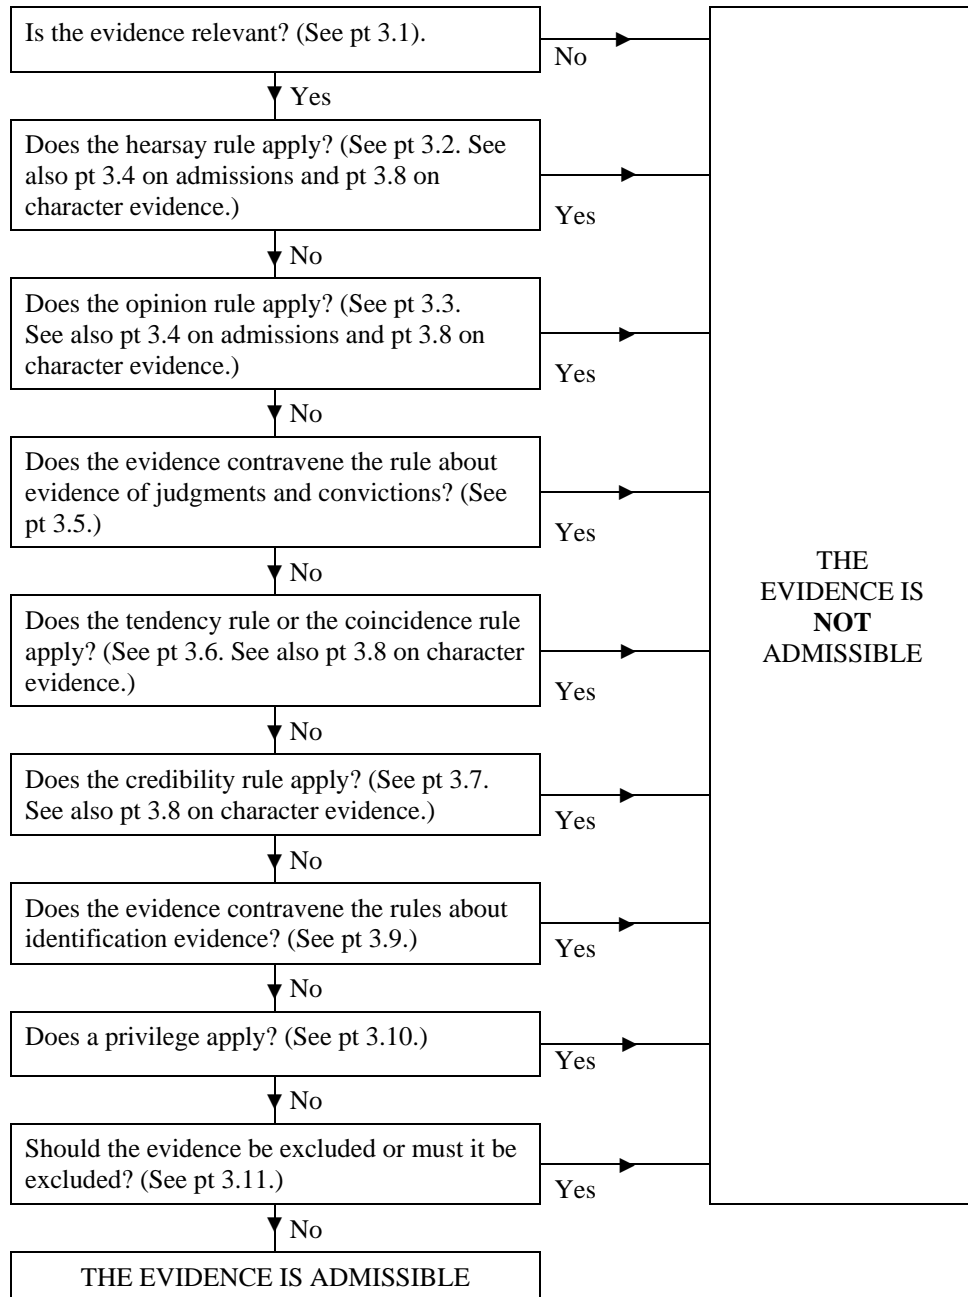 Is the evidence relevant? (See pt 3.1).
No
Yes
Does the hearsay rule apply? (See pt 3.2. See
also pt 3.4 on admissions and pt 3.8 on
character evidence.)
Yes
No
Does the opinion rule apply? (See pt 3.3.
See also pt 3.4 on admissions and pt 3.8 on
character evidence.)
Yes
No
Does the evidence contravene the rule about
evidence of judgments and convictions? (See
pt 3.5.)
Yes
No
Does the tendency rule or the coincidence rule
apply? (See pt 3.6. See also pt 3.8 on character
evidence.)
Yes
No
Does the credibility rule apply? (See pt 3.7.
See also pt 3.8 on character evidence.)
Yes
No
Does the evidence contravene the rules about
identification evidence? (See pt 3.9.)
Yes
No
Does a privilege apply? (See pt 3.10.)
Yes
No
Should the evidence be excluded or must it be
excluded? (See pt 3.11.)
Yes
No
THE EVIDENCE IS ADMISSIBLE
THE
EVIDENCE IS
NOT
ADMISSIBLE